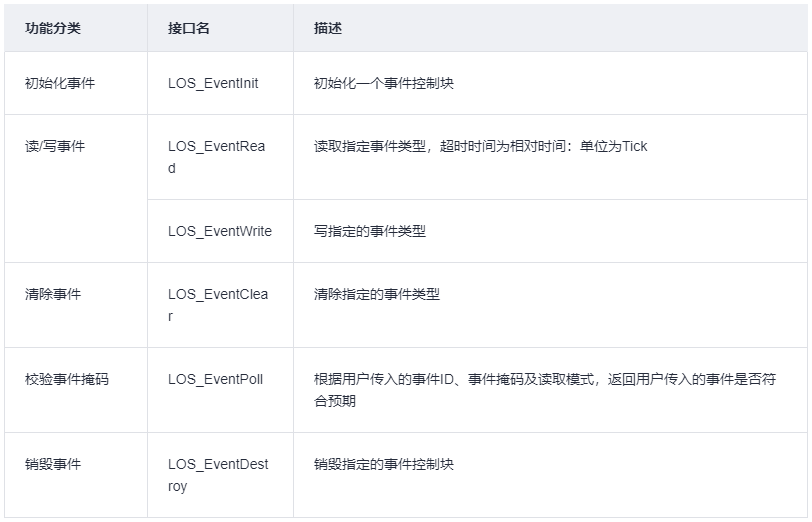 功能分类 接口名 描述
初始化事件 LOS_EventInit 初始化一个事件控制块
读/写事件 LOS_EventRea 读取指定事件类型，超时时间为相对时间：单位为Tick
d
LOS_EventWrite 写指定的事件类型
清除事件 LOS_EventClea 清除指定的事件类型
r
校验事件掩码 LOS_EventPoll 根据用户传入的事件ID、事件掩码及读取模式，返回用户传入的事件是否符
合预期
销毁事件 LOS_EventDest 销毁指定的事件控制块
roy